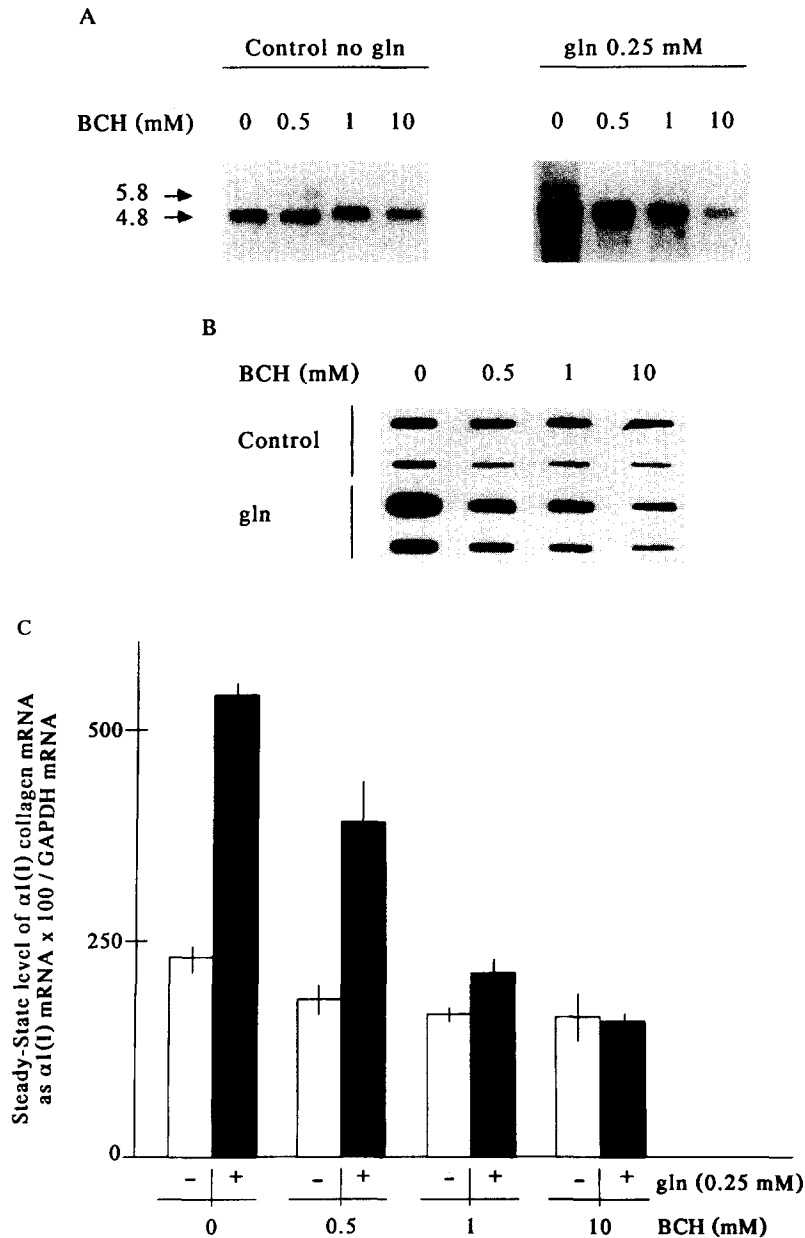 A
Control no gln gln 0.25 mM
BCH (mM) 0 0.5 1 10 0 0.5 1 10
5.8
4.8
B
BCH (mM) 0 0.5 1 10
Control
gln
C
Steady-State level of α1(I) collagen mRNA
as α1(I) mRNA x 100 / GAPDH mRNA
500
250
0
- + - + - + - + gln (0.25 mM)
0 0.5 1 10 BCH (mM)